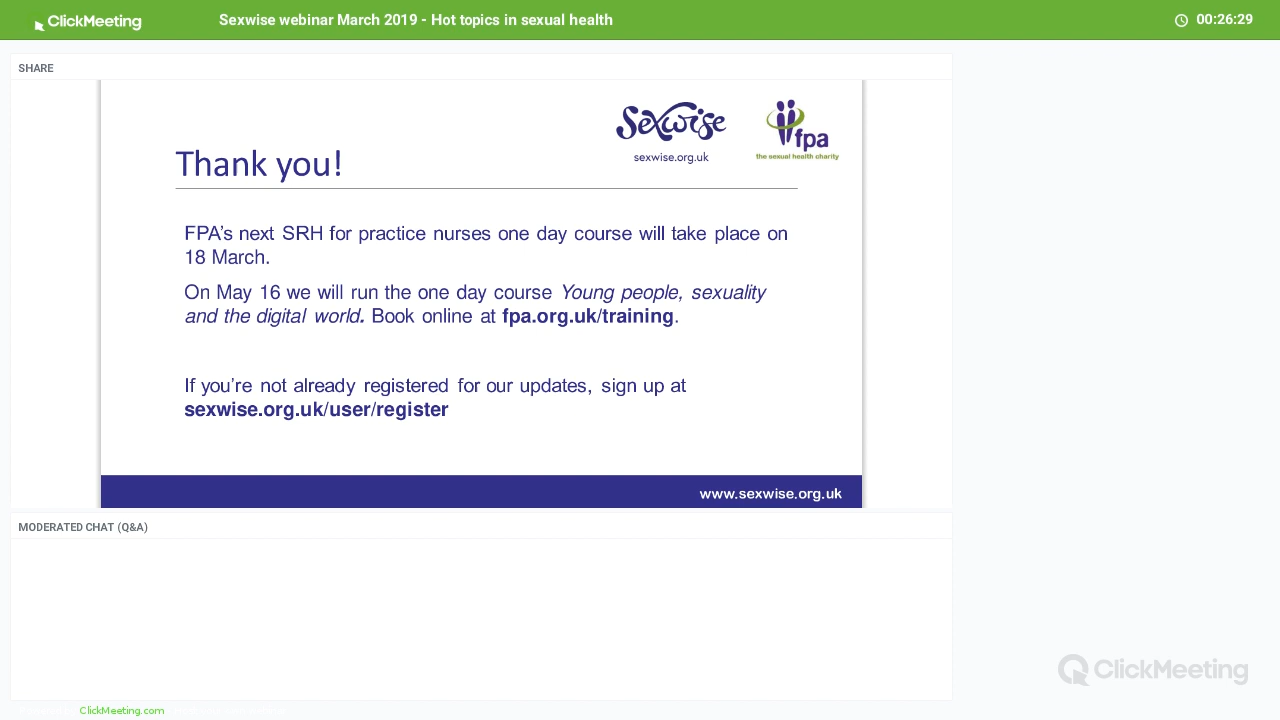 ClickMeeting
Sexwise webinar March 2019 - Hot topics in sexual health
00:26:29
SHARE
Sexwise
sexwise.org.uk
fpa
the sexual health charity
Thank you!
FPA’s next SRH for practice nurses one day course will take place on
18 March.
On May 16 we will run the one day course Young people, sexuality
and the digital world. Book online at fpa.org.uk/training.
If you’re not already registered for our updates, sign up at
sexwise.org.uk/user/register
www.sexwise.org.uk
MODERATED CHAT (Q&A)
ClickMeeting
ClickMeeting.com